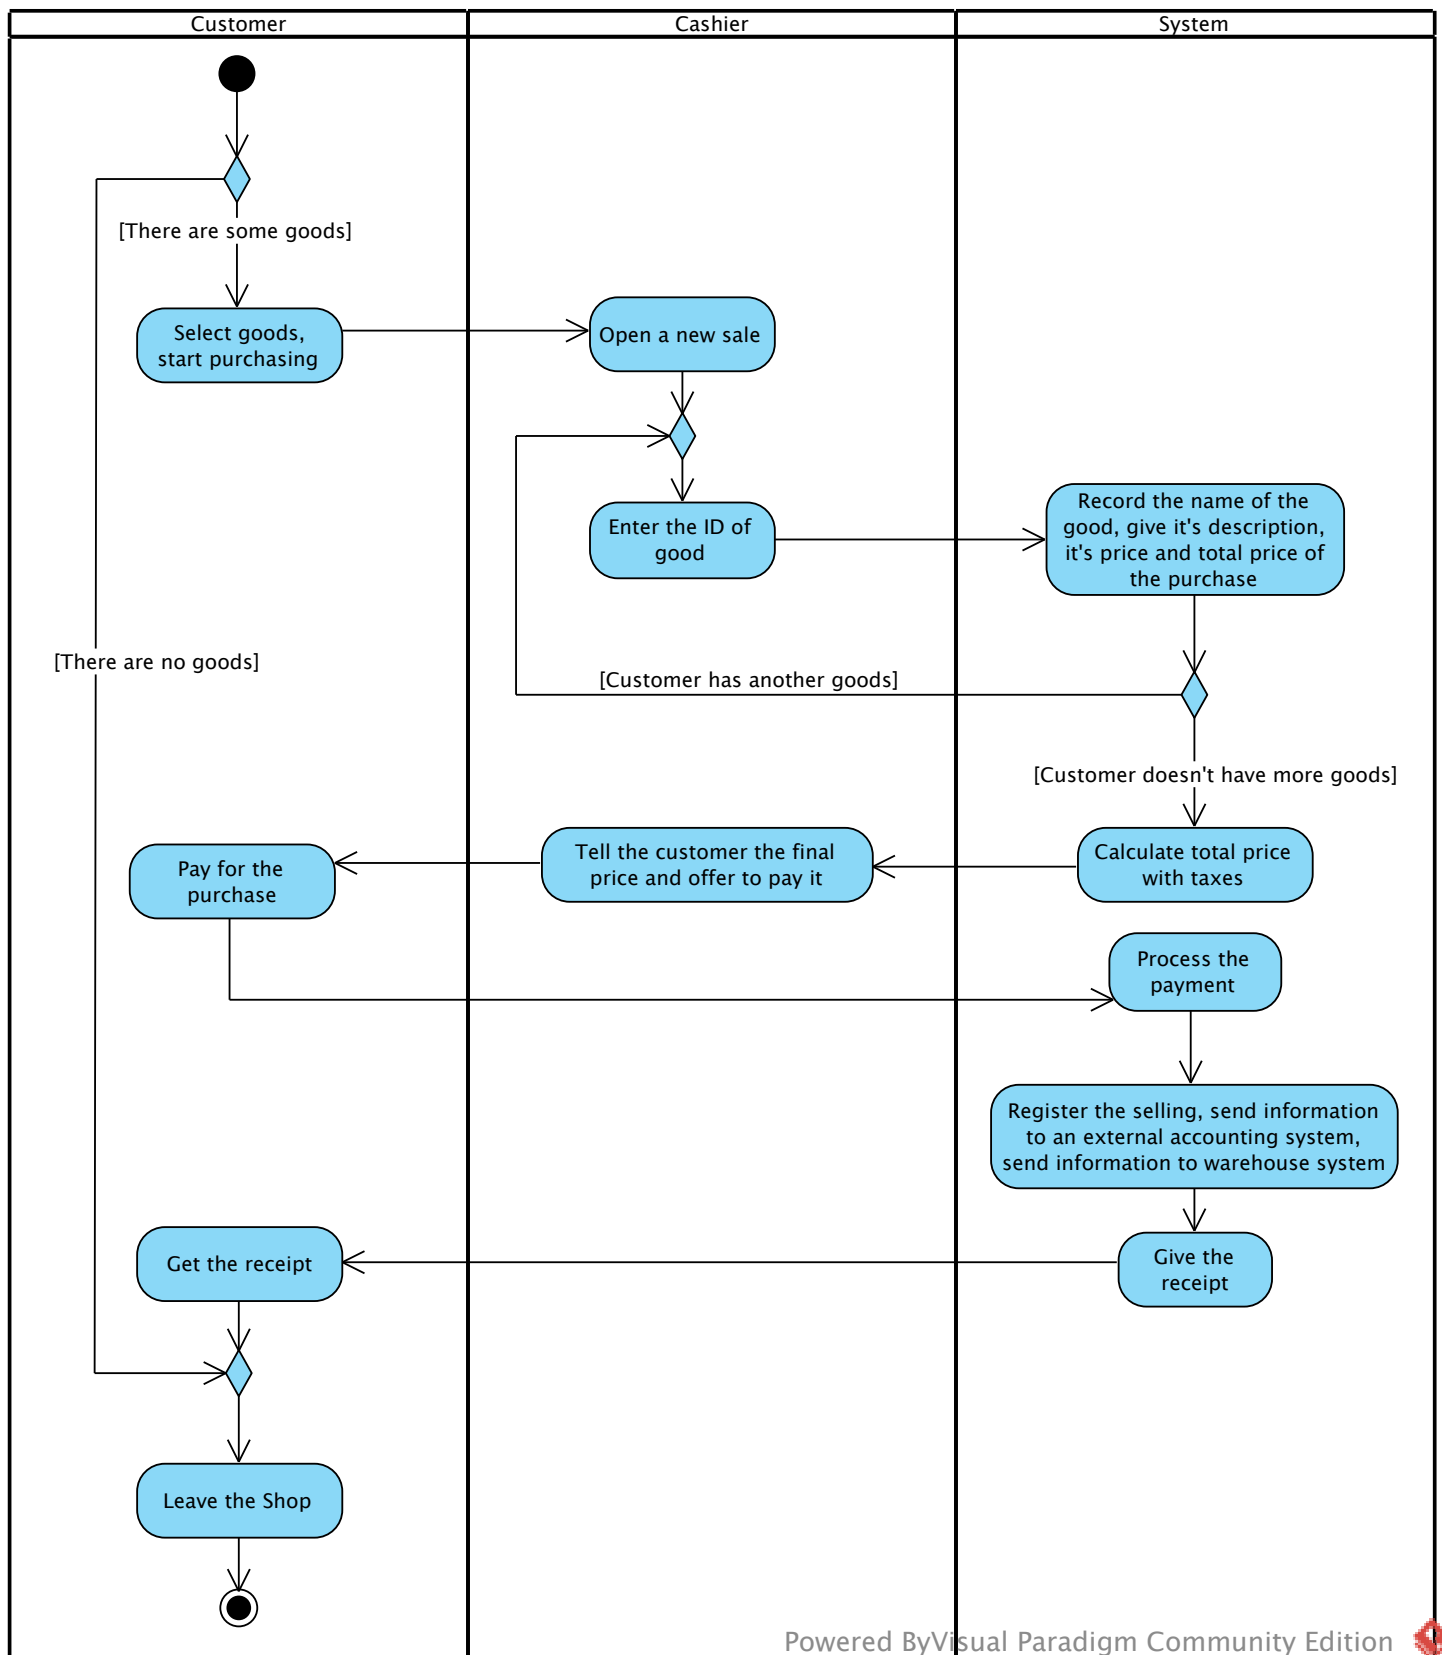 Customer
Cashier
System
[There are some goods]
Select goods,
start purchasing
Open a new sale
Enter the ID of
good
Record the name of the
good, give it's description,
it's price and total price of
the purchase
[There are no goods]
[Customer has another goods]
[Customer doesn't have more goods]
Calculate total price
with taxes
Tell the customer the final
price and offer to pay it
Pay for the
purchase
Process the
payment
Register the selling, send information
to an external accounting system,
send information to warehouse system
Give the
receipt
Get the receipt
Leave the Shop
Powered ByVisual Paradigm Community Edition